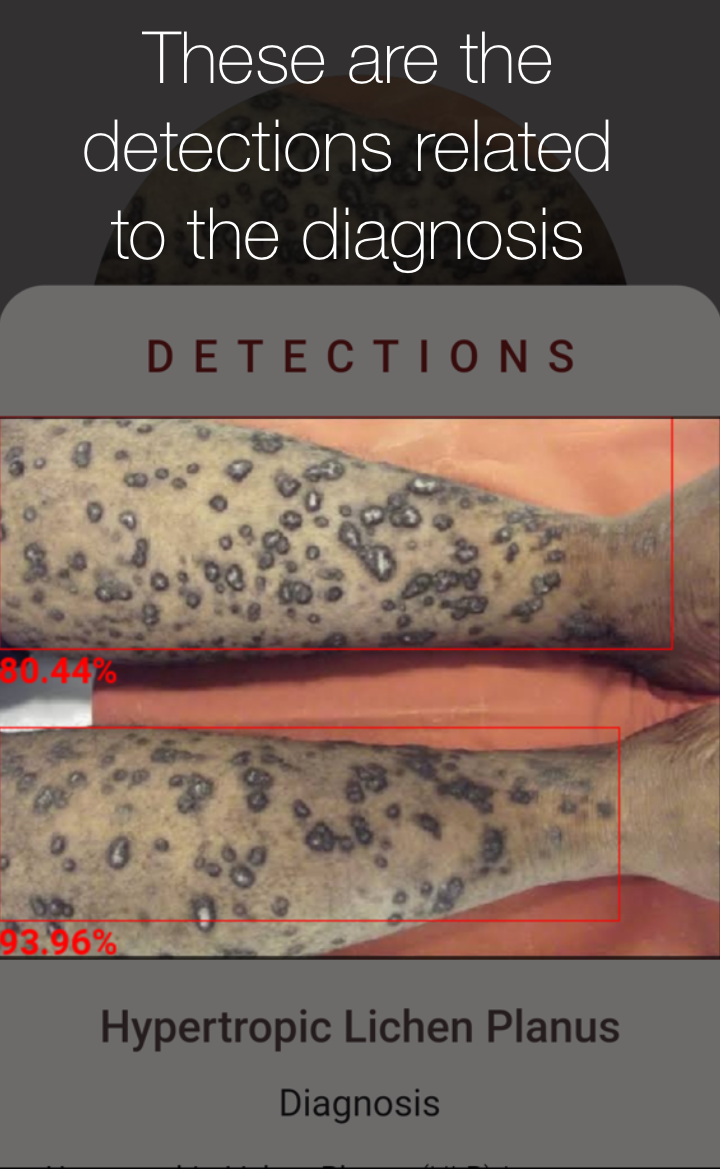 These are the
detections related
to the diagnosis
DETECTIONS
80.44%
93.96%
Hypertropic Lichen Planus
Diagnosis